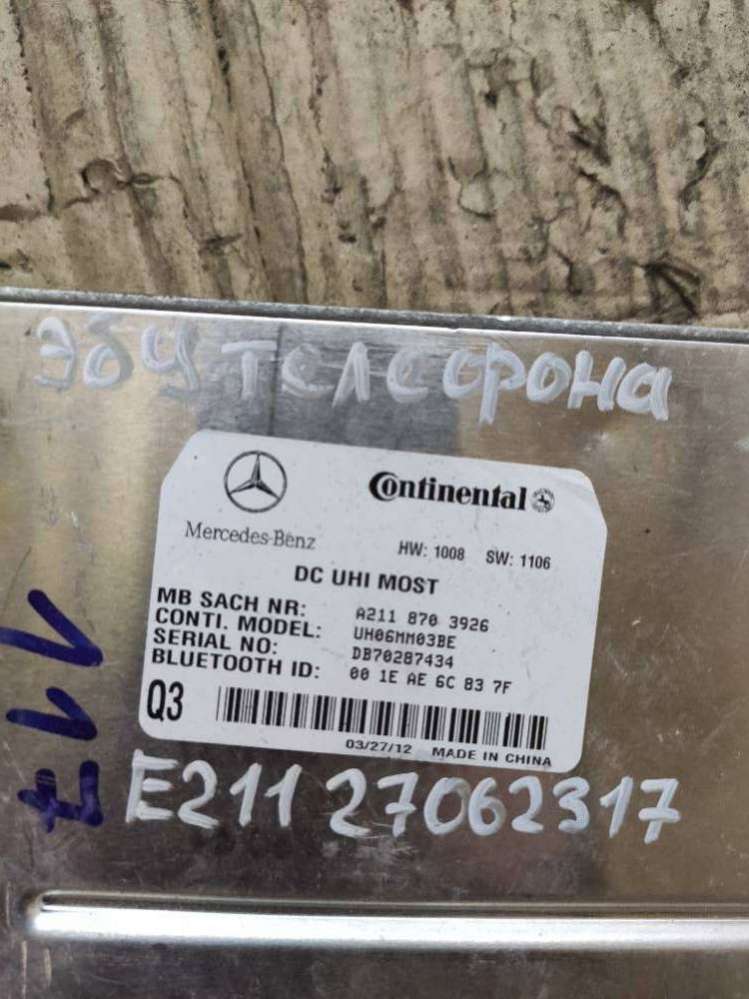 ЭБУ ТЕЛЕФОНА
Mercedes-Benz
Continental
HW: 1008 SW: 1106
DC UHI MOST
MB SACH NR: A211 870 3926
CONTI. MODEL: UH06MM03BE
SERIAL NO: DB70287434
BLUETOOTH ID: 00 1E AE 6C 83 7F
Q3
03/27/12 MADE IN CHINA
E211 27062317
117